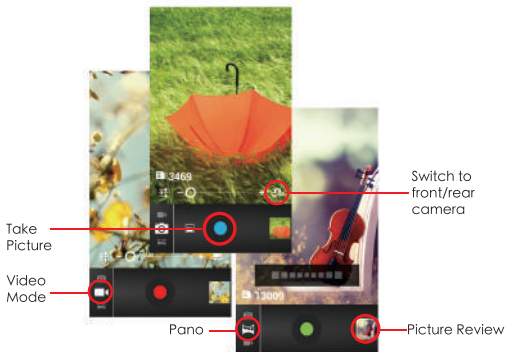 3469
Switch to
front/rear
camera
Take
Picture
Video
Mode
13009
Pano
Picture Review